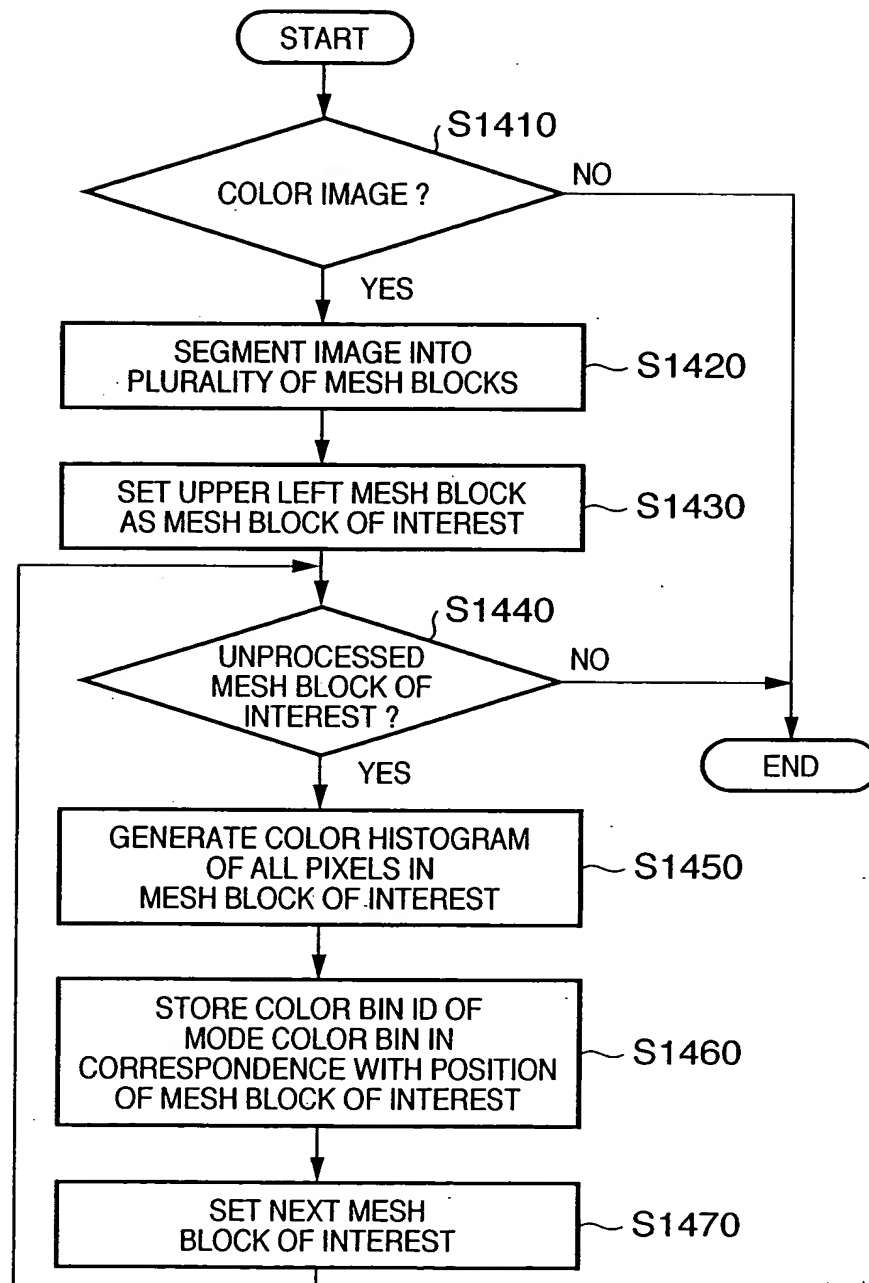 START
S1410
COLOR IMAGE ?
NO
YES
SEGMENT IMAGE INTO
PLURALITY OF MESH BLOCKS
S1420
SET UPPER LEFT MESH BLOCK
AS MESH BLOCK OF INTEREST
S1430
S1440
UNPROCESSED
MESH BLOCK OF
INTEREST ?
NO
YES
END
GENERATE COLOR HISTOGRAM
OF ALL PIXELS IN
MESH BLOCK OF INTEREST
S1450
STORE COLOR BIN ID OF
MODE COLOR BIN IN
CORRESPONDENCE WITH POSITION
OF MESH BLOCK OF INTEREST
S1460
SET NEXT MESH
BLOCK OF INTEREST
S1470